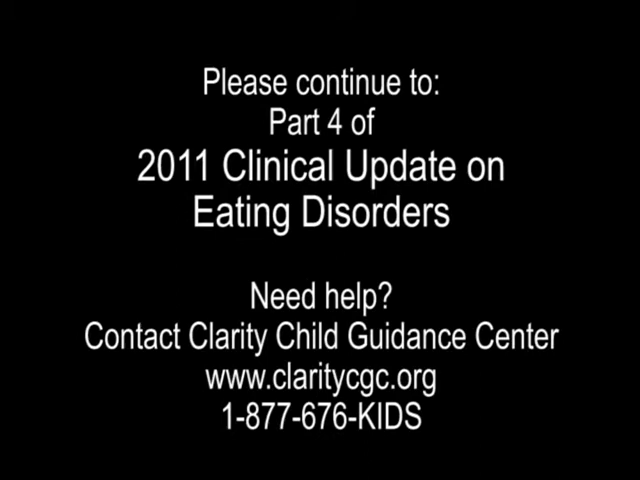 Please continue to:
Part 4 of
2011 Clinical Update on
Eating Disorders
Need help?
Contact Clarity Child Guidance Center
www.claritycgc.org
1-877-676-KIDS